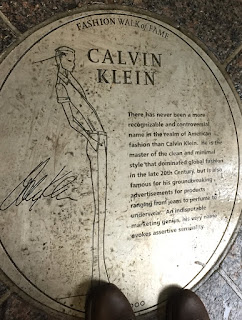 FASHION WALK of FAME
CALVIN
KLEIN
There has never been a more
recognizable and controversial
name in the realm of American
fashion than Calvin Klein. He is the
master of the clean and minimal
style that dominated global fashion
in the late 20th Century, but he is also
famous for his groundbreaking
advertisements for products
ranging from jeans to perfume to
underwear. An indisputable
marketing genius, his very name
evokes assertive sensuality.